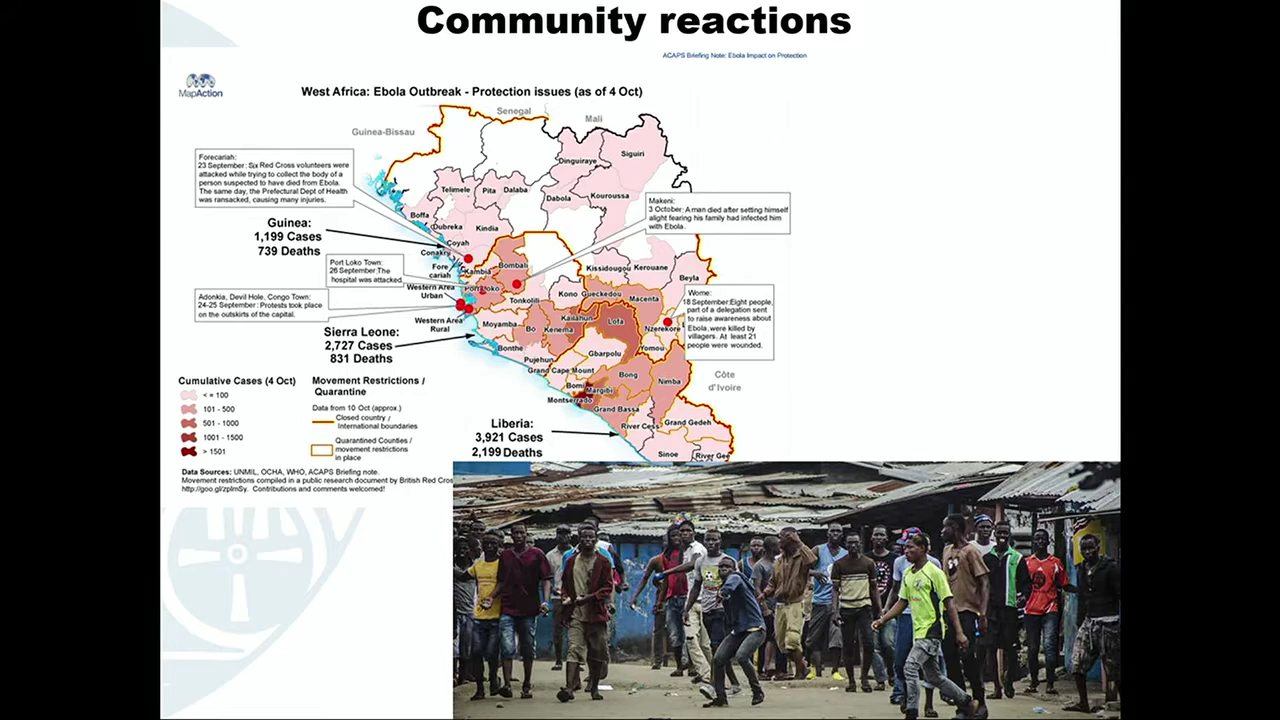 Community reactions
ACAPS Briefing Note: Ebola Impact on Protection
MapAction
West Africa: Ebola Outbreak - Protection issues (as of 4 Oct)
Senegal
Mali
Guinea-Bissau
Forecariah:
23 September: Six Red Cross volunteers were
attacked while trying to collect the body of a
person suspected to have died from Ebola.
The same day, the Prefectural Dept of Health
was ransacked, causing many injuries.
Siguiri
Dinguiraye
Telimele
Pita
Dalaba
Dabola
Kouroussa
Makeni:
3 October: A man died after setting himself
alight fearing his family had infected him
with Ebola.
Boffa
Dubreka
Kindia
Guinea:
1,199 Cases
739 Deaths
Coyah
Conakry
Fore
cariah
Kambia
Bombali
Kissidougou
Kerouane
Beyla
Port Loko Town:
26 September: The
hospital was attacked.
Port Loko
Western Area
Urban
Tonkolili
Kono
Gueckedou
Macenta
Wome:
18 September: Eight people,
part of a delegation sent
to raise awareness about
Ebola, were killed by
villagers. At least 21
people were wounded.
Adonkia, Devil Hole, Congo Town:
24-25 September: Protests took place
on the outskirts of the capital.
Western Area
Rural
Moyamba
Bo
Kenema
Kailahun
Lofa
Nzerekore
Yomou
Sierra Leone:
2,727 Cases
831 Deaths
Bonthe
Pujehun
Gbarpolu
Grand Cape Mount
Bong
Nimba
Côte
d'Ivoire
Bomi
Margibi
Montserrado
Grand Bassa
River Cess
Grand Gedeh
Sinoe
River Gee
Liberia:
3,921 Cases
2,199 Deaths
Cumulative Cases (4 Oct)
< = 100
101 - 500
501 - 1000
1001 - 1500
> 1501
Movement Restrictions /
Quarantine
Data from 10 Oct (approx.)
Closed country /
International boundaries
Quarantined Counties /
movement restrictions
in place
Data Sources: UNMIL, OCHA, WHO, ACAPS Briefing note.
Movement restrictions compiled in a public research document by British Red Cros
http://goo.gl/zplmSy. Contributions and comments welcomed!